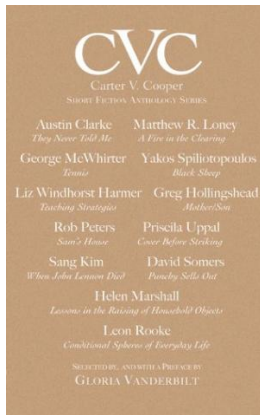 CVC
Carter V. Cooper
Short Fiction Anthology Series
Austin Clarke Matthew R. Loney
They Never Told Me A Fire in the Clearing
George McWhirter Yakos Spiliotopoulos
Tennis Black Sheep
Liz Windhorst Harmer Greg Hollingshead
Teaching Strategies Mother/Son
Rob Peters Priscila Uppal
Sam's House Cover Before Striking
Sang Kim David Somers
When John Lennon Died Punchy Sells Out
Helen Marshall
Lessons in the Raising of Household Objects
Leon Rooke
Conditional Spheres of Everyday Life
Selected by, and with a Preface by
Gloria Vanderbilt